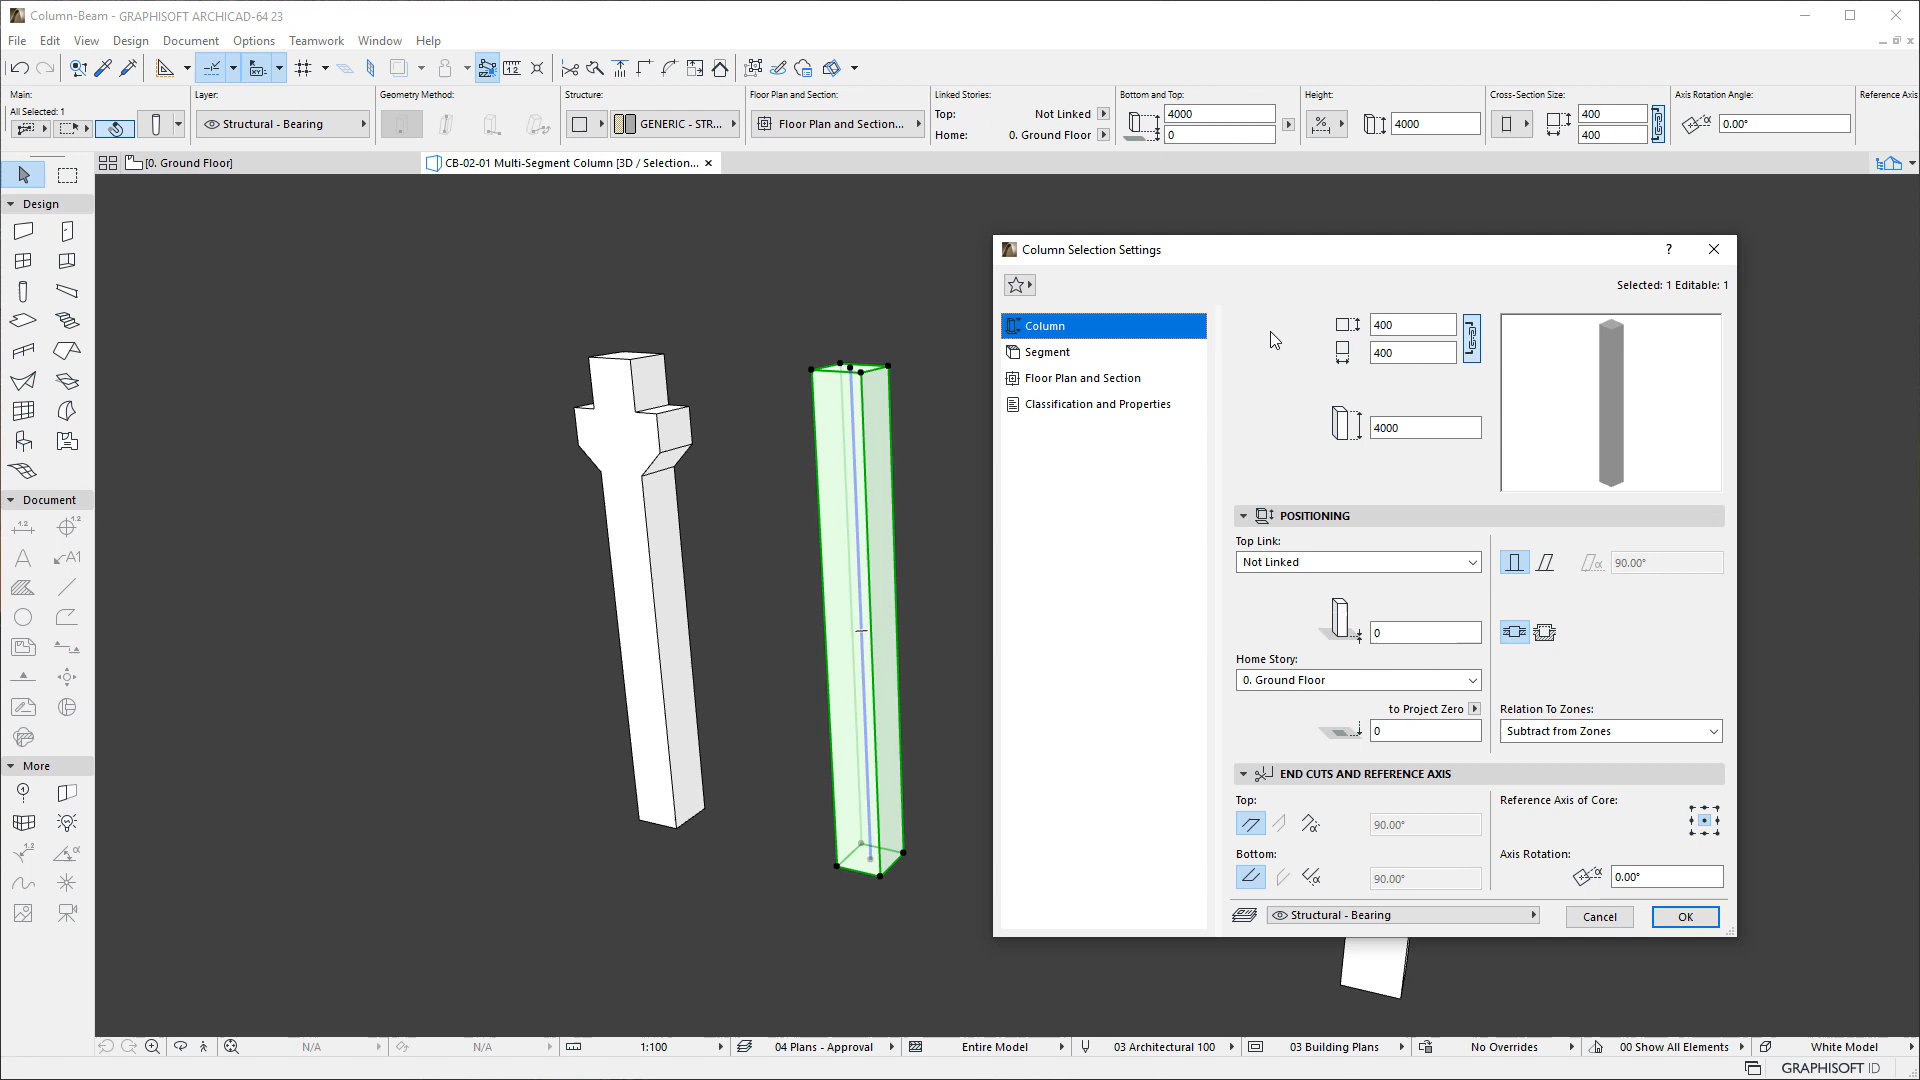 Column-Beam - GRAPHISOFT ARCHICAD-64 23
File Edit View Design Document Options Teamwork Window Help
Main: Layer: Geometry Method: Structure: Floor Plan and Section: Linked Stories: Bottom and Top: Height: Cross-Section Size: Axis Rotation Angle: Reference Axis
All Selected: 1
Top: Not Linked 4000 400
Structural - Bearing GENERIC - STR... Floor Plan and Section... 4000 0.00°
Home: 0. Ground Floor 0 400
[0. Ground Floor] CB-02-01 Multi-Segment Column [3D / Selection...
Design
Document
1.2 1.2
A A1
More
1
1.2 α
Column Selection Settings ?
Selected: 1 Editable: 1
Column
Segment
Floor Plan and Section
Classification and Properties
400
400
4000
POSITIONING
Top Link:
Not Linked α 90.00°
0
Home Story:
0. Ground Floor
to Project Zero Relation To Zones:
0 Subtract from Zones
END CUTS AND REFERENCE AXIS
Top: Reference Axis of Core:
α 90.00°
Bottom: Axis Rotation:
α 90.00° α 0.00°
Structural - Bearing Cancel OK
N/A N/A 1:100 04 Plans - Approval Entire Model 03 Architectural 100 03 Building Plans No Overrides 00 Show All Elements White Model
GRAPHISOFT ID